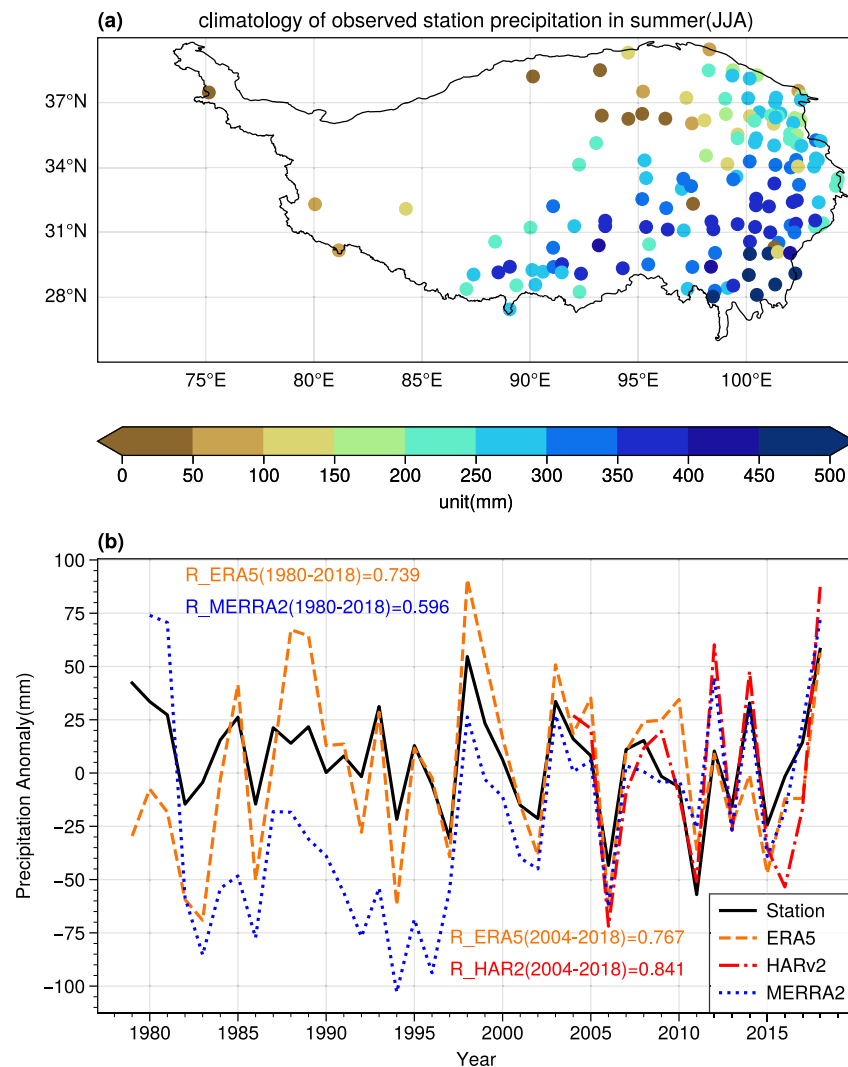 (a) climatology of observed station precipitation in summer(JJA)
37°N
34°N
31°N
28°N
75°E 80°E 85°E 90°E 95°E 100°E
0 50 100 150 200 250 300 350 400 450 500
unit(mm)
(b)
R_ERA5(1980-2018)=0.739
R_MERRA2(1980-2018)=0.596
100
75
50
25
0
−25
−50
−75
−100
Precipitation Anomaly(mm)
R_ERA5(2004-2018)=0.767
R_HAR2(2004-2018)=0.841
Station
ERA5
HARv2
MERRA2
1980 1985 1990 1995 2000 2005 2010 2015
Year